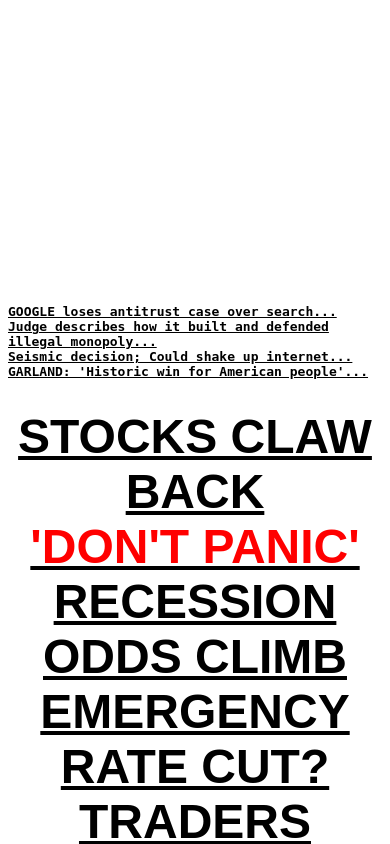 GOOGLE loses antitrust case over search...
Judge describes how it built and defended
illegal monopoly...
Seismic decision; Could shake up internet...
GARLAND: 'Historic win for American people'...
STOCKS CLAW
BACK
'DON'T PANIC'
RECESSION
ODDS CLIMB
EMERGENCY
RATE CUT?
TRADERS